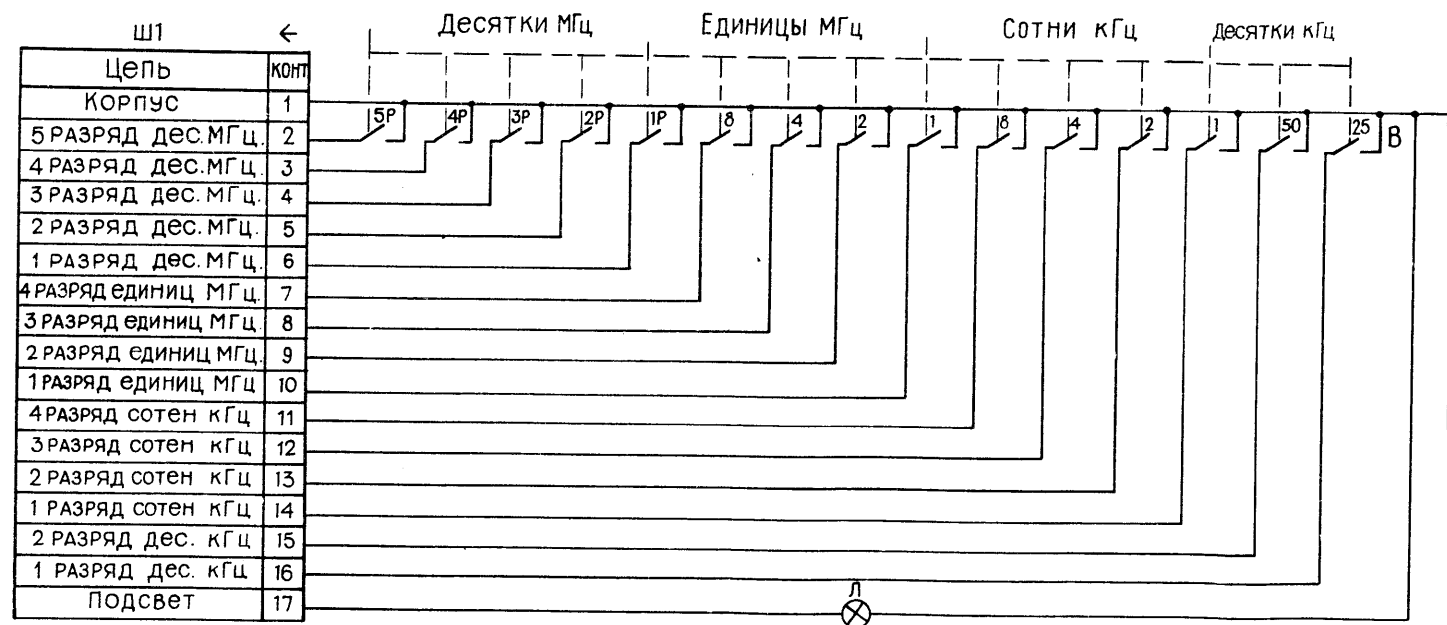 Ш1 ←
Десятки МГц Единицы МГц Сотни кГц Десятки кГц
Цепь конт
Корпус 1
5 разряд дес.МГц. 2
4 разряд дес.МГц. 3
3 разряд дес.МГц. 4
2 разряд дес.МГц. 5
1 разряд дес.МГц. 6
4 разряд единиц МГц. 7
3 разряд единиц МГц. 8
2 разряд единиц МГц. 9
1 разряд единиц МГц 10
4 разряд сотен кГц 11
3 разряд сотен кГц 12
2 разряд сотен кГц 13
1 разряд сотен кГц 14
2 разряд дес. кГц 15
1 разряд дес. кГц 16
Подсвет 17
5Р 4Р 3Р 2Р 1Р 8 4 2 1 8 4 2 1 50 25 В
Л